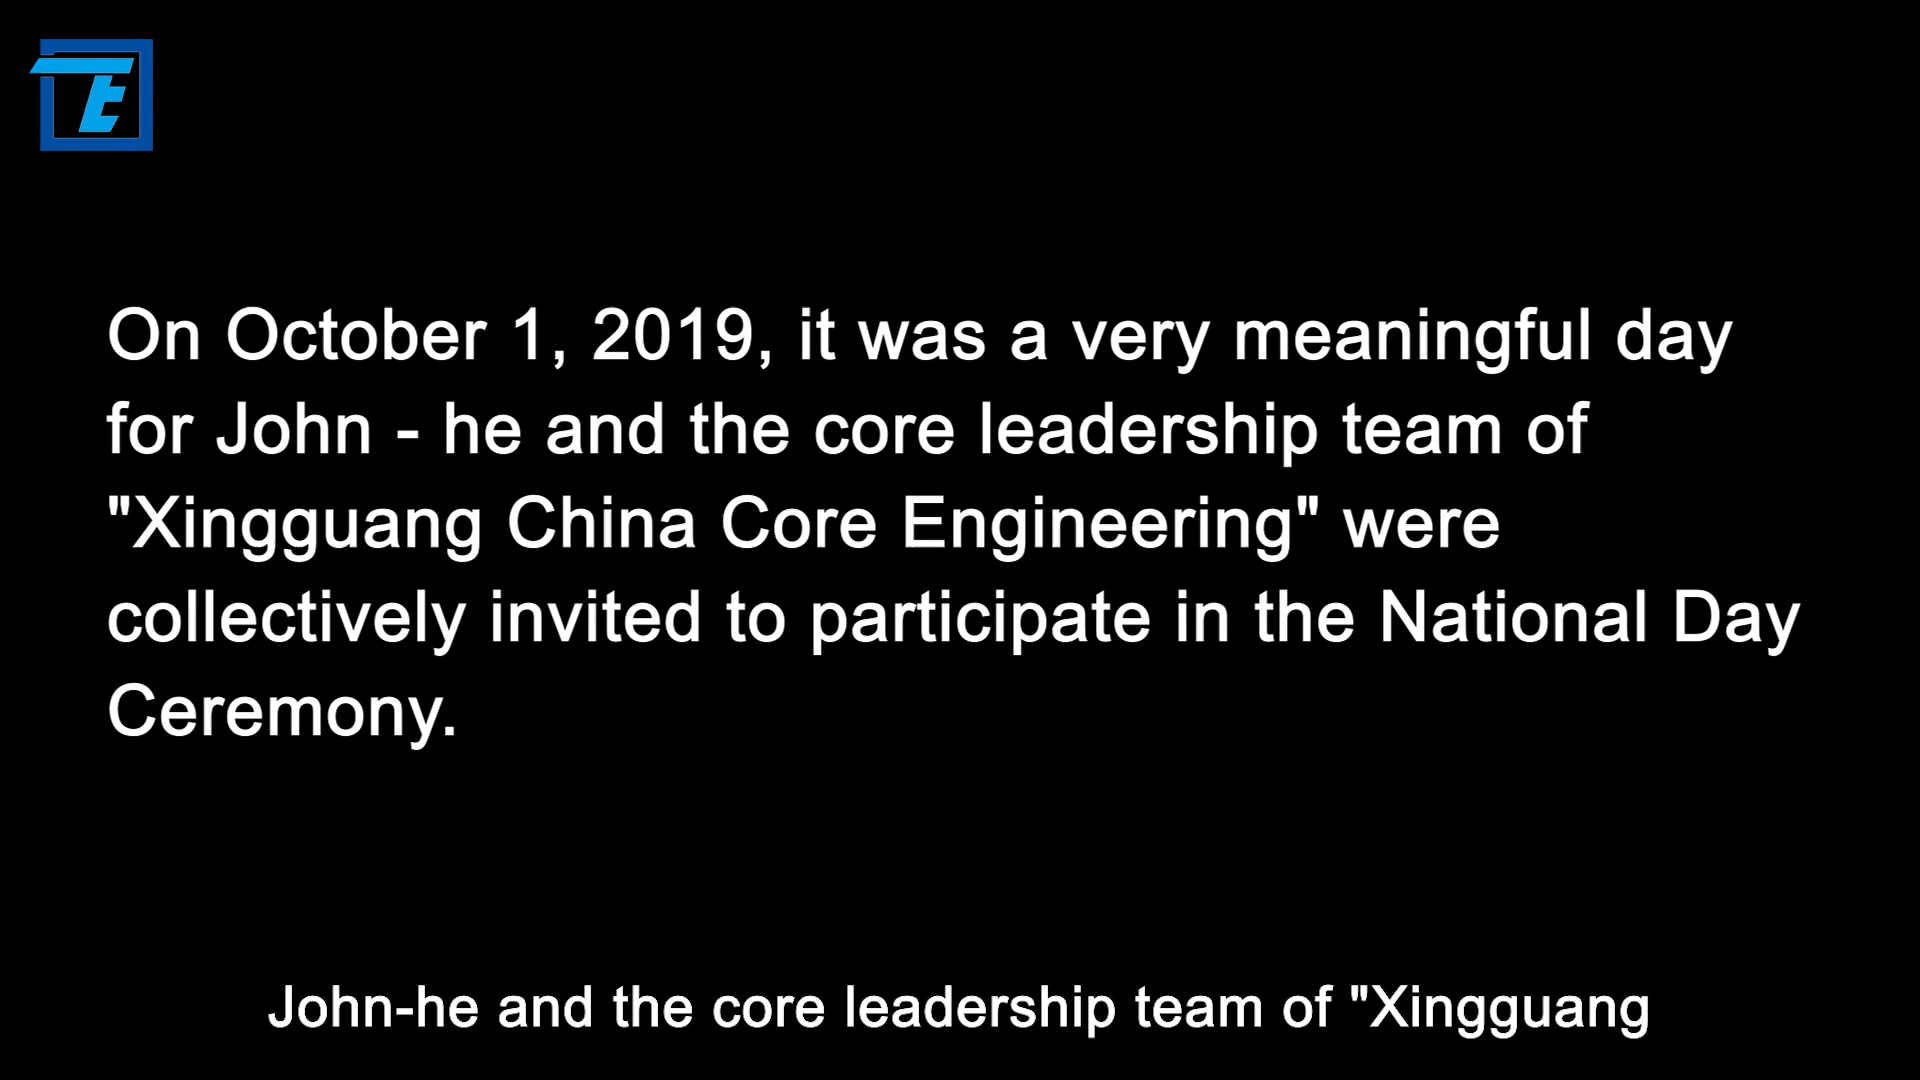 TE
On October 1, 2019, it was a very meaningful day
for John - he and the core leadership team of
"Xingguang China Core Engineering" were
collectively invited to participate in the National Day
Ceremony.
John-he and the core leadership team of "Xingguang